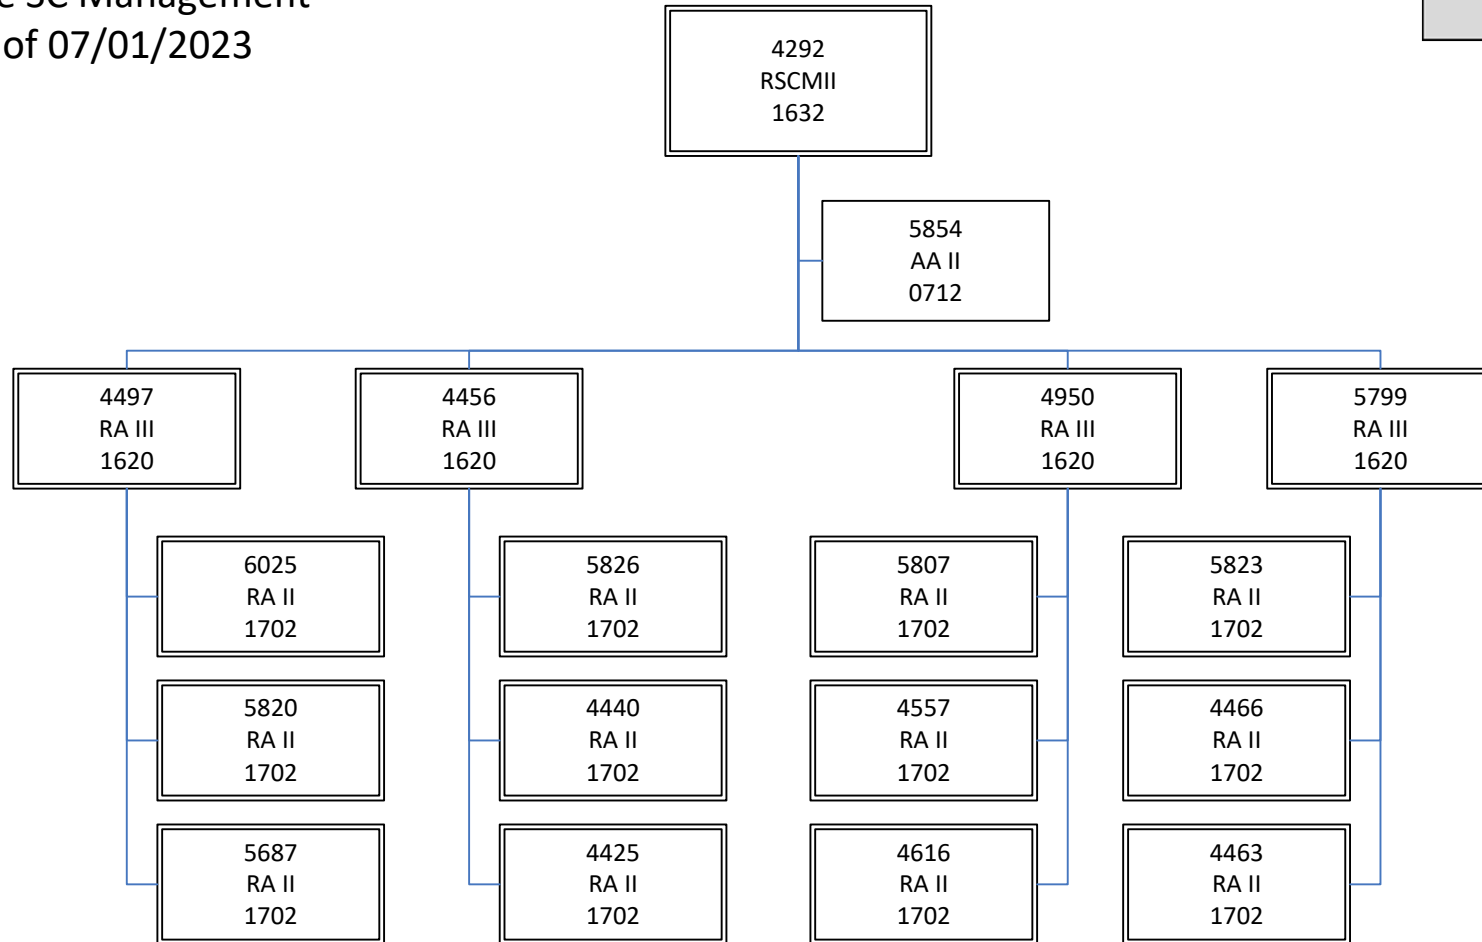 SC Management
of 07/01/2023
4292
RSCMII
1632
5854
AA II
0712
4497
RA III
1620
4456
RA III
1620
4950
RA III
1620
5799
RA III
1620
6025
RA II
1702
5826
RA II
1702
5807
RA II
1702
5823
RA II
1702
5820
RA II
1702
4440
RA II
1702
4557
RA II
1702
4466
RA II
1702
5687
RA II
1702
4425
RA II
1702
4616
RA II
1702
4463
RA II
1702